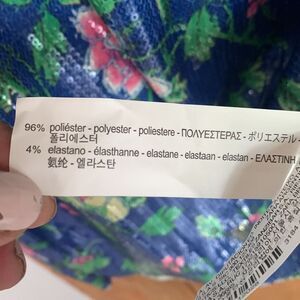 96% poliéster - polyester - poliestere - ΠΟΛΥΕΣΤΕΡΑΣ - ポリエステル -
폴리에스터
4% elastano - élasthanne - elastane - elastaan - elastan - ΕΛΑΣΤΙΝΗ
氨纶 - 엘라스탄